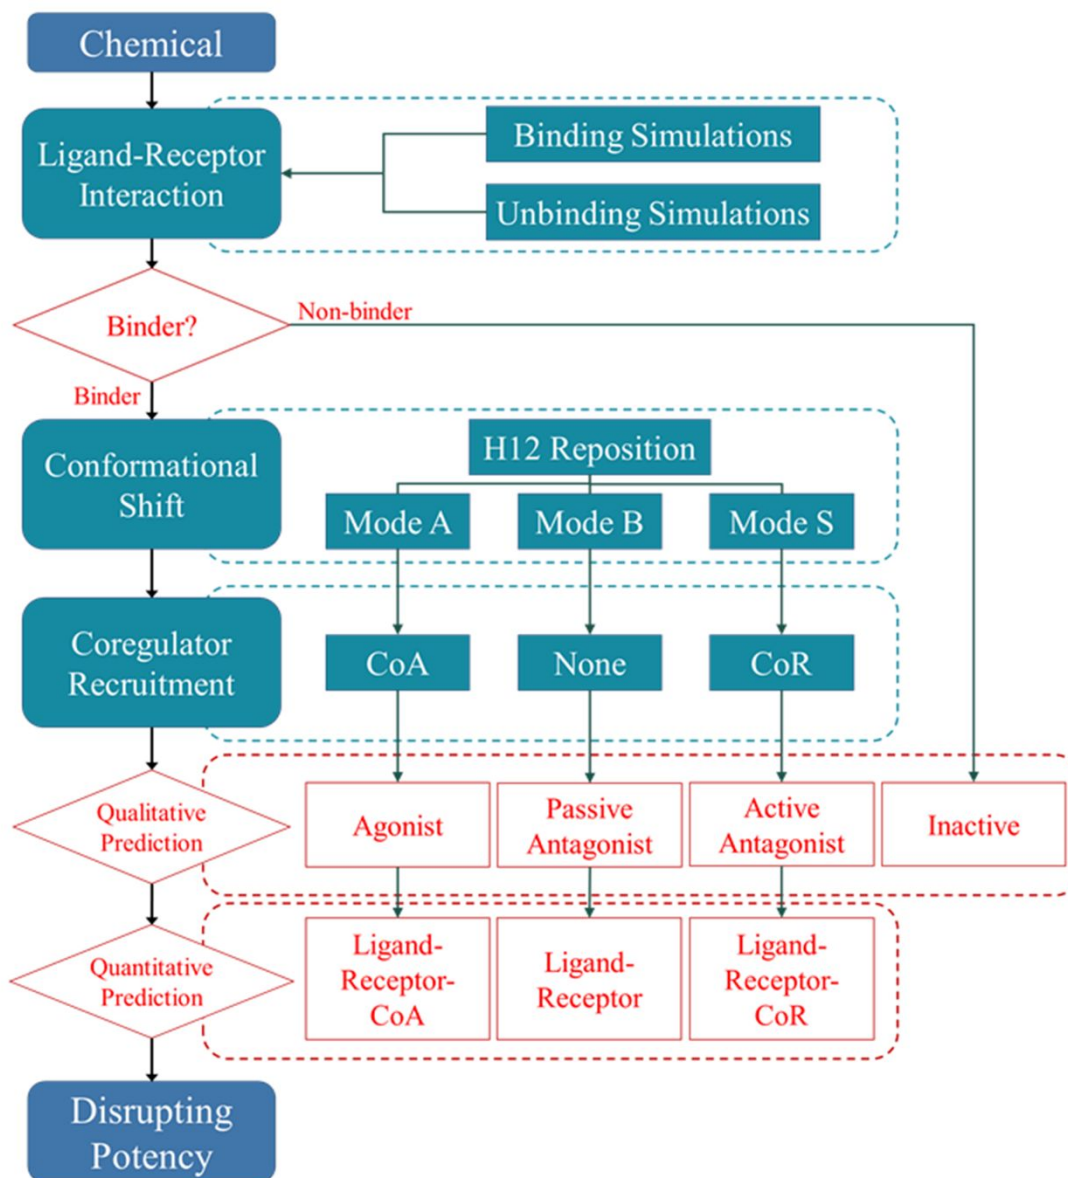 Chemical
Ligand-Receptor
Interaction
Binding Simulations
Unbinding Simulations
Binder?
Non-binder
Binder
Conformational
Shift
H12 Reposition
Mode A
Mode B
Mode S
Coregulator
Recruitment
CoA
None
CoR
Qualitative
Prediction
Agonist
Passive
Antagonist
Active
Antagonist
Inactive
Quantitative
Prediction
Ligand-
Receptor-
CoA
Ligand-
Receptor
Ligand-
Receptor-
CoR
Disrupting
Potency